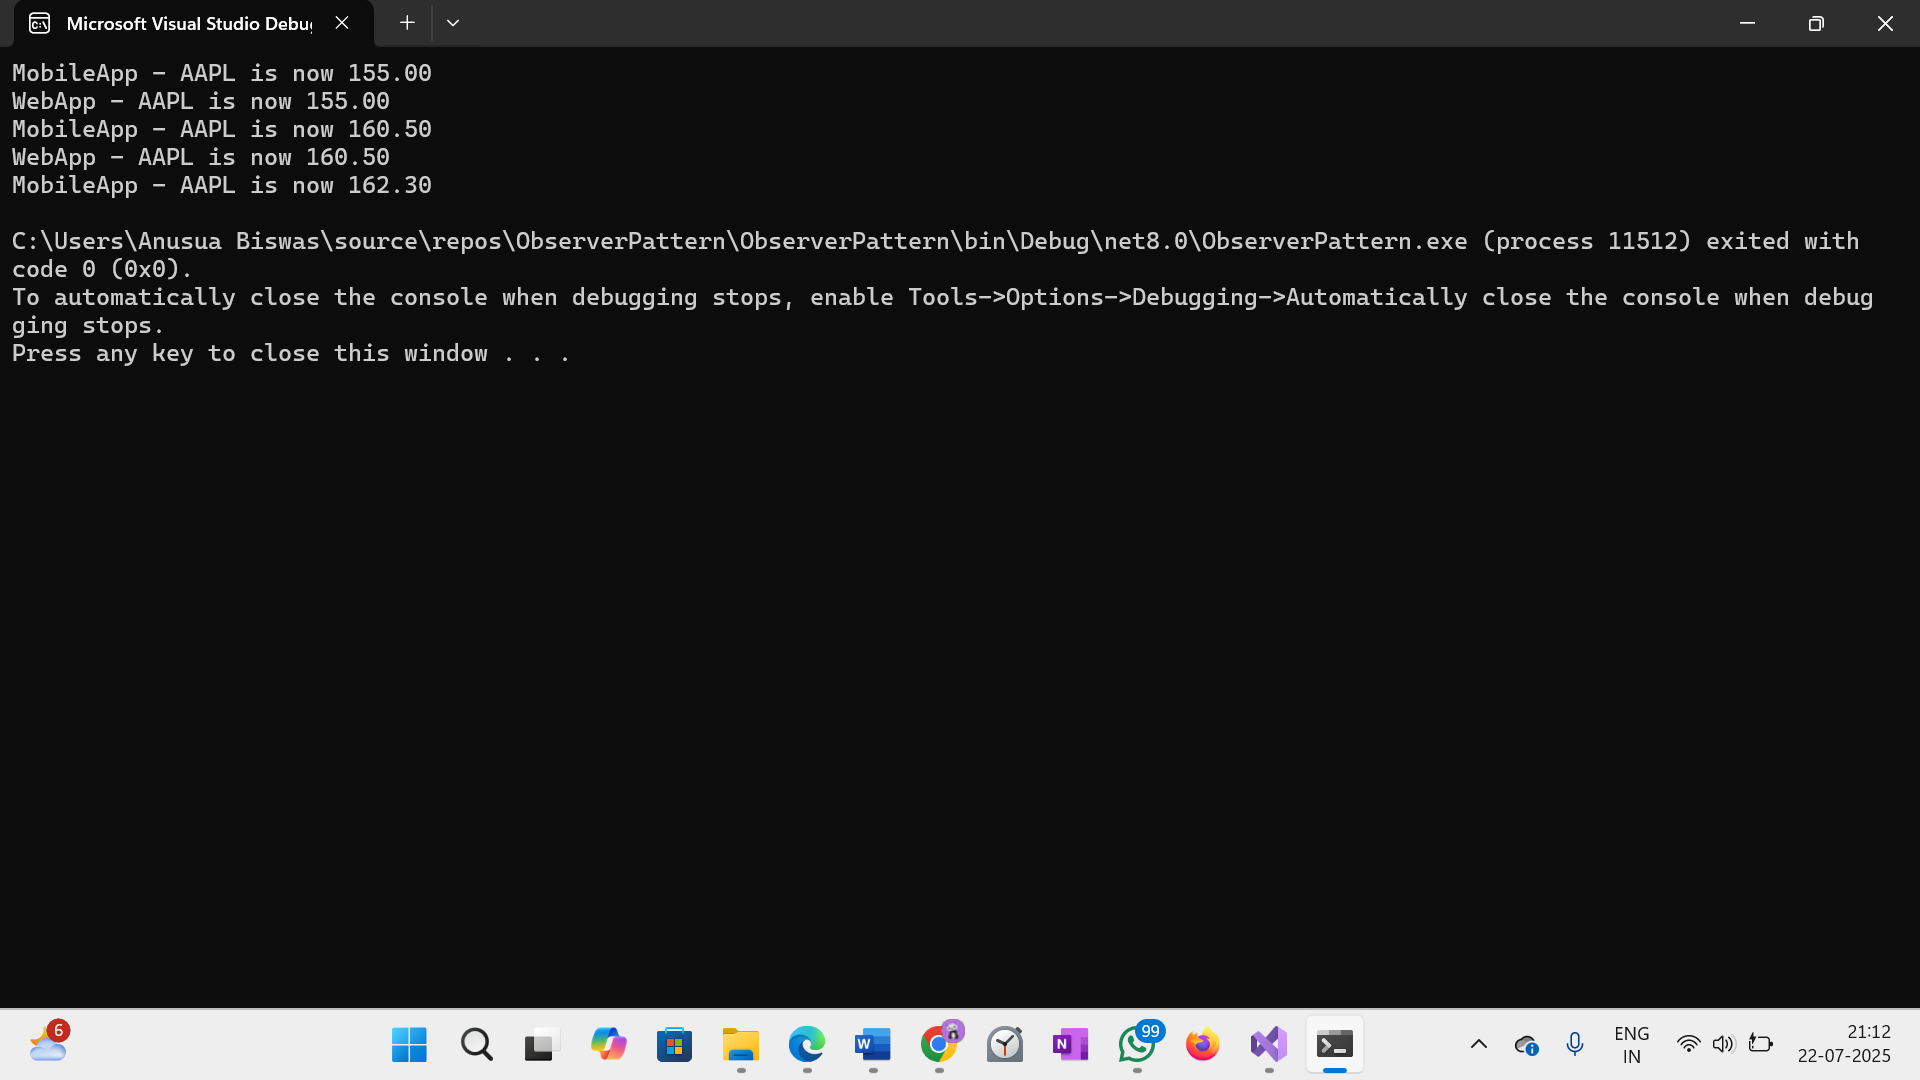 Microsoft Visual Studio Debu
MobileApp - AAPL is now 155.00
WebApp - AAPL is now 155.00
MobileApp - AAPL is now 160.50
WebApp - AAPL is now 160.50
MobileApp - AAPL is now 162.30
C:\Users\Anusua Biswas\source\repos\ObserverPattern\ObserverPattern\bin\Debug\net8.0\ObserverPattern.exe (process 11512) exited with
code 0 (0x0).
To automatically close the console when debugging stops, enable Tools->Options->Debugging->Automatically close the console when debug
ging stops.
Press any key to close this window . . .
6
99
ENG
IN
21:12
22-07-2025